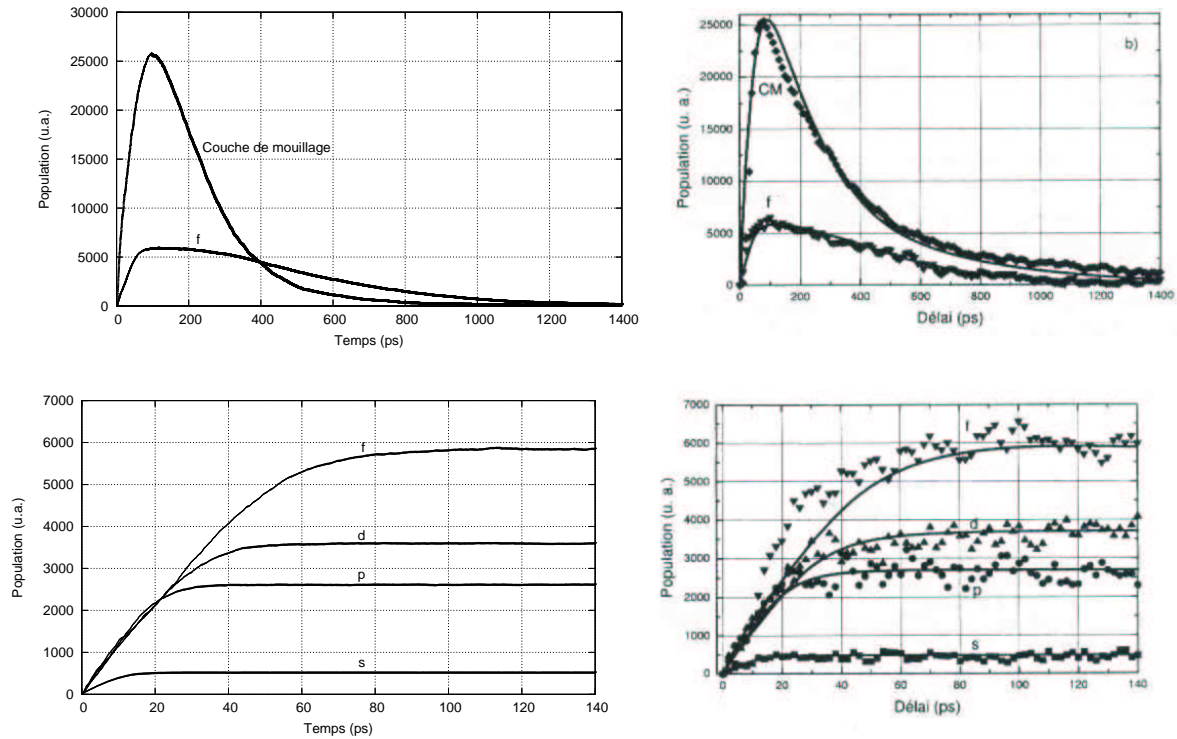 30000
25000
20000
15000
10000
5000
0
Population (u.a.)
Couche de mouillage
f
0 200 400 600 800 1000 1200 1400
Temps (ps)
25000
20000
15000
10000
5000
0
Population (u. a.)
b)
CM
f
0 200 400 600 800 1000 1200 1400
Délai (ps)
7000
6000
5000
4000
3000
2000
1000
0
Population (u.a.)
f
d
p
s
0 20 40 60 80 100 120 140
Temps (ps)
7000
6000
5000
4000
3000
2000
1000
0
Population (u. a.)
f
d
p
s
0 20 40 60 80 100 120 140
Délai (ps)